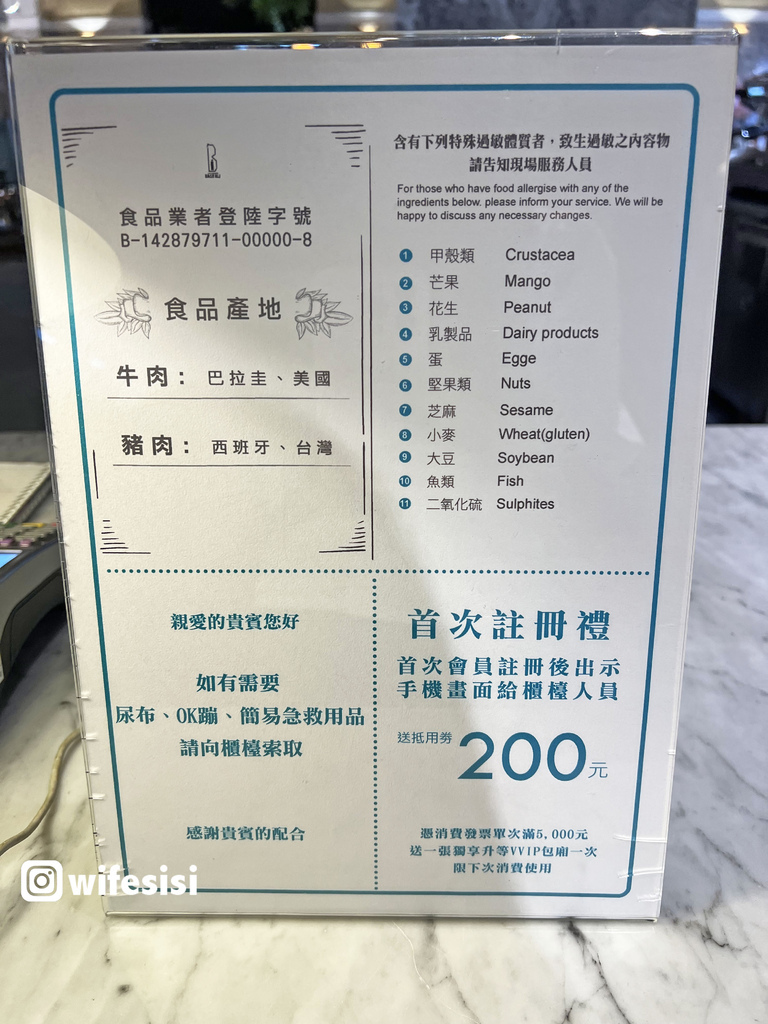 食品業者登陸字號
B-142879711-00000-8
食品產地
牛肉：巴拉圭、美國
豬肉：西班牙、台灣
含有下列特殊過敏體質者，致生過敏之內容物
請告知現場服務人員
For those who have food allergise with any of the
ingredients below. please inform your service. We will be
happy to discuss any necessary changes.
1 甲殼類 Crustacea
2 芒果 Mango
3 花生 Peanut
4 乳製品 Dairy products
5 蛋 Egge
6 堅果類 Nuts
7 芝麻 Sesame
8 小麥 Wheat(gluten)
9 大豆 Soybean
10 魚類 Fish
11 二氧化硫 Sulphites
親愛的貴賓您好
如有需要
尿布、OK蹦、簡易急救用品
請向櫃檯索取
感謝貴賓的配合
首次註冊禮
首次會員註冊後出示
手機畫面給櫃檯人員
送抵用券200元
憑消費發票單次滿5,000元
送一張獨享升等VVIP包廂一次
限下次消費使用
wifesisi